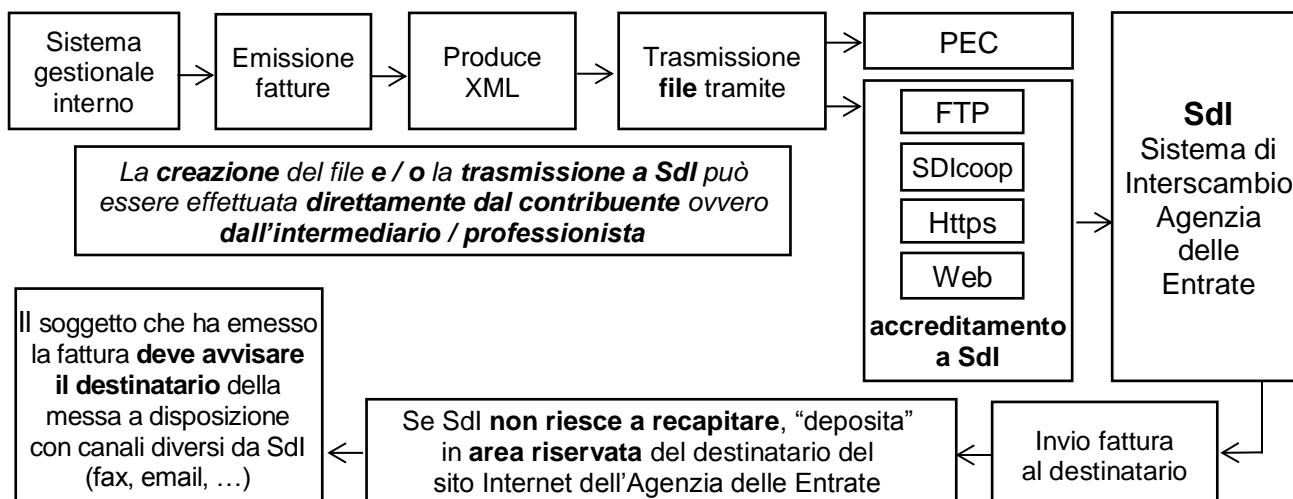 Sistema
gestionale
interno
Emissione
fatture
Produce
XML
Trasmissione
file tramite
PEC
FTP
SDIcoop
Https
Web
accreditamento
a SdI
SdI
Sistema di
Interscambio
Agenzia
delle
Entrate
La creazione del file e / o la trasmissione a SdI può
essere effettuata direttamente dal contribuente ovvero
dall’intermediario / professionista
Invio fattura
al destinatario
Se SdI non riesce a recapitare, “deposita”
in area riservata del destinatario del
sito Internet dell’Agenzia delle Entrate
Il soggetto che ha emesso
la fattura deve avvisare
il destinatario della
messa a disposizione
con canali diversi da SdI
(fax, email, …)